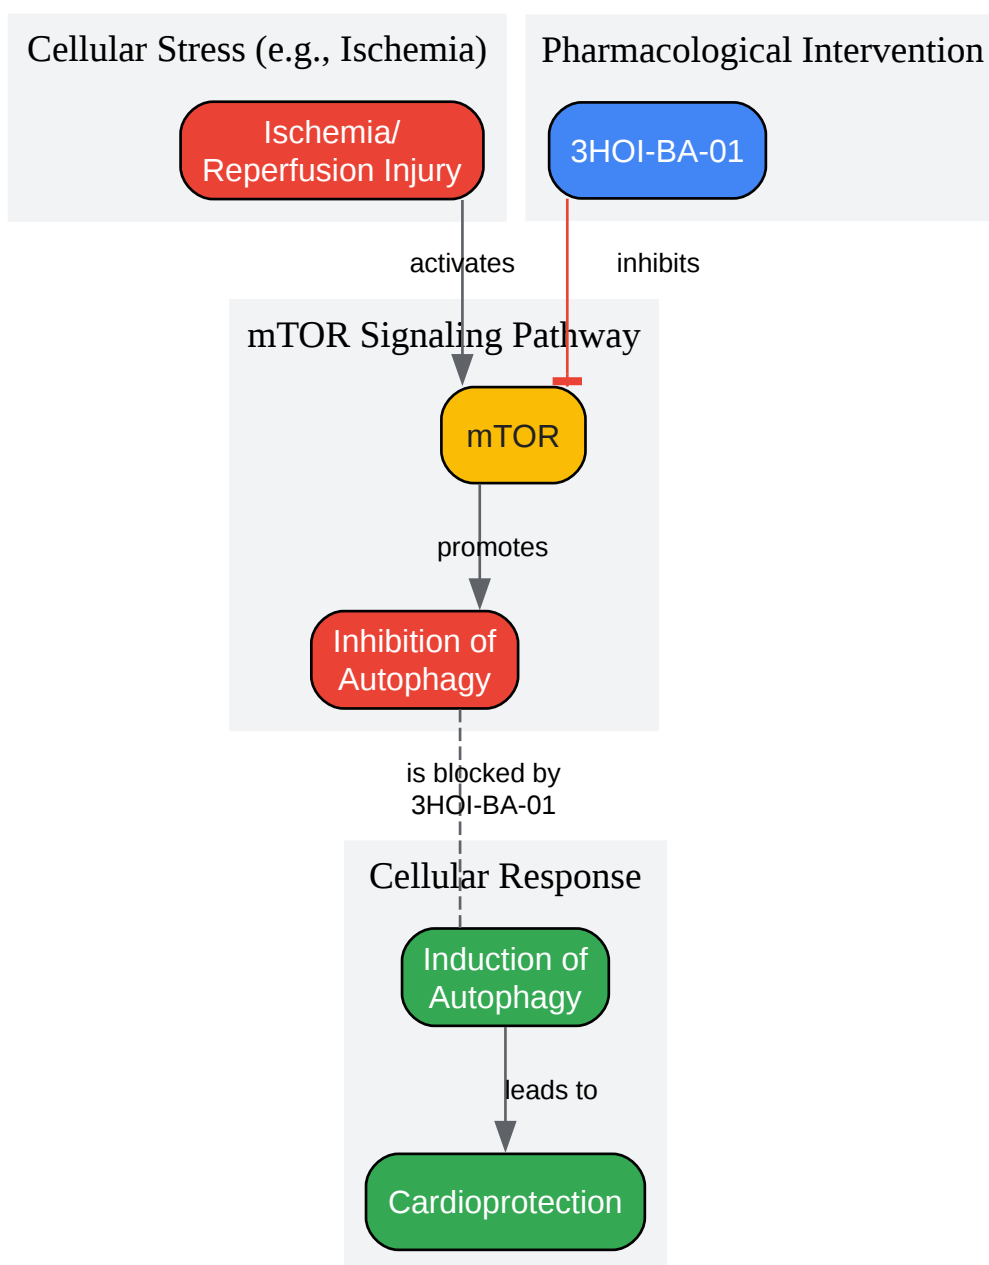 Cellular Stress (e.g., Ischemia)
Pharmacological Intervention
Ischemia/
Reperfusion Injury
3HOI-BA-01
activates
inhibits
mTOR Signaling Pathway
mTOR
promotes
Inhibition of
Autophagy
is blocked by
3HOI-BA-01
Cellular Response
Induction of
Autophagy
leads to
Cardioprotection